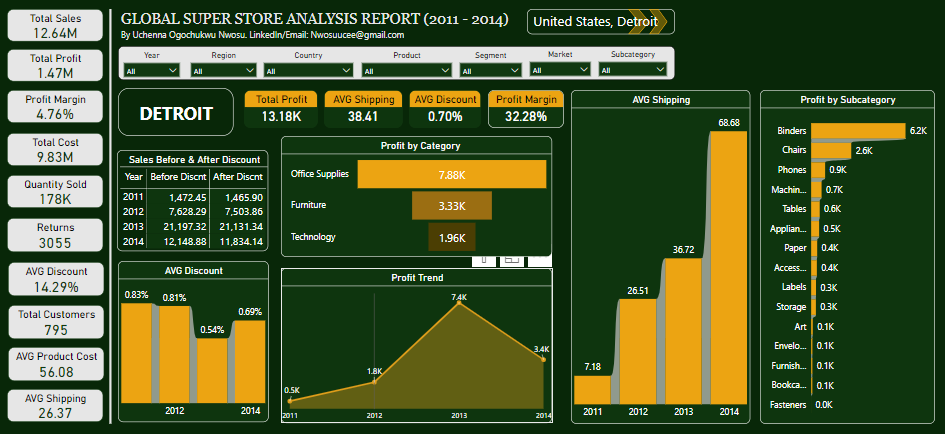 Total Sales
12.64M
Total Profit
1.47M
Profit Margin
4.76%
Total Cost
9.83M
Quantity Sold
178K
Returns
3055
AVG Discount
14.29%
Total Customers
795
AVG Product Cost
56.08
AVG Shipping
26.37
GLOBAL SUPER STORE ANALYSIS REPORT (2011 - 2014)
By Uchenna Ogochukwu Nwosu. LinkedIn/Email: Nwosuucee@gmail.com
United States, Detroit
Year Region Country Product Segment Market Subcategory
All All All All All All All
DETROIT
Total Profit
13.18K
AVG Shipping
38.41
AVG Discount
0.70%
Profit Margin
32.28%
Sales Before & After Discount
Year Before Discnt After Discnt
2011 1,472.45 1,465.90
2012 7,628.29 7,503.86
2013 21,197.32 21,131.34
2014 12,148.88 11,834.14
Profit by Category
Office Supplies 7.88K
Furniture 3.33K
Technology 1.96K
AVG Discount
0.83% 0.81% 0.54% 0.69%
2012 2014
Profit Trend
0.5K 1.8K 7.4K 3.4K
2011 2012 2013 2014
AVG Shipping
7.18 26.51 36.72 68.68
2011 2012 2013 2014
Profit by Subcategory
Binders 6.2K
Chairs 2.6K
Phones 0.9K
Machin... 0.7K
Tables 0.6K
Applian... 0.5K
Paper 0.4K
Access... 0.4K
Labels 0.3K
Storage 0.3K
Art 0.1K
Envelo... 0.1K
Furnish... 0.1K
Bookca... 0.1K
Fasteners 0.0K